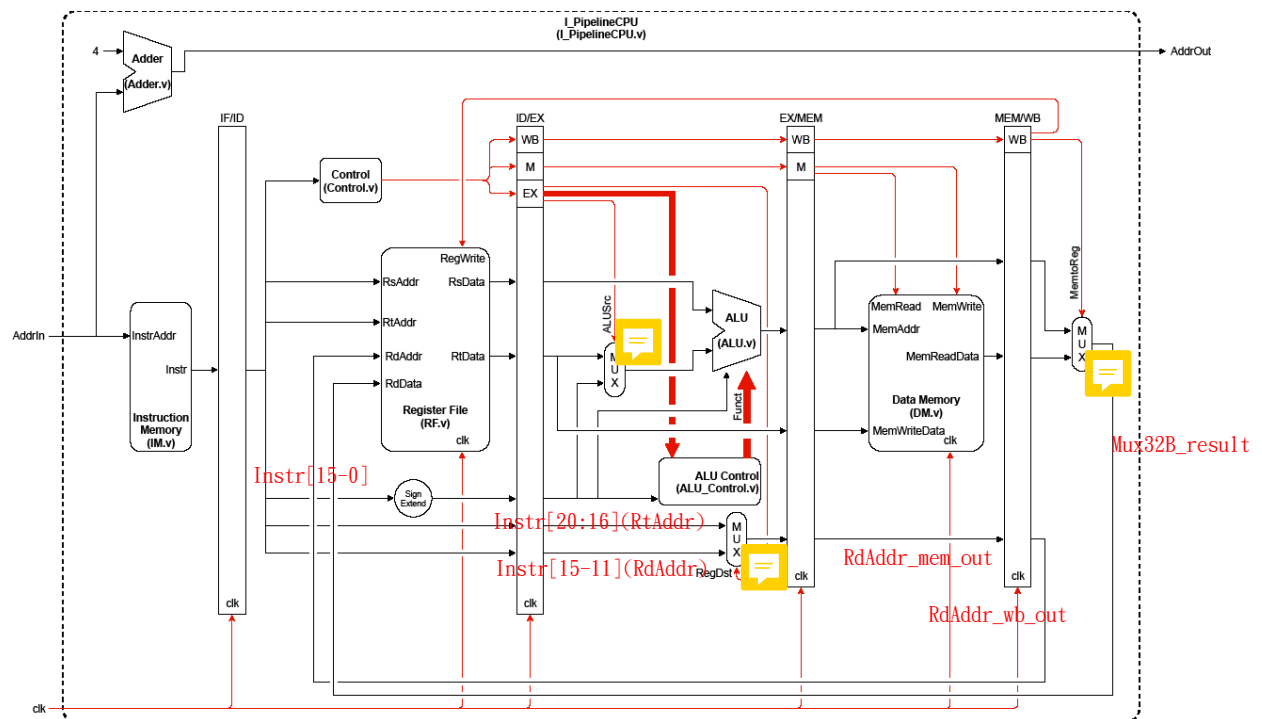 I_PipelineCPU
(I_PipelineCPU.v)
4
Adder
(Adder.v)
AddrOut
IF/ID
ID/EX
EX/MEM
MEM/WB
WB
WB
WB
M
M
EX
Control
(Control.v)
RegWrite
RsAddr
RsData
RtAddr
RdAddr
RtData
RdData
Register File
(RF.v)
clk
AddrIn
InstrAddr
Instr
Instruction
Memory
(IM.v)
ALUSrc
MUX
ALU
(ALU.v)
Funct
ALU Control
(ALU_Control.v)
MemRead
MemWrite
MemAddr
MemReadData
Data Memory
(DM.v)
MemWriteData
clk
MemtoReg
MUX
Mux32B_result
Instr[15-0]
Sign
Extend
Instr[20:16](RtAddr)
MUX
Instr[15-11](RdAddr)
RegDst
RdAddr_mem_out
RdAddr_wb_out
clk
clk
clk
clk
clk